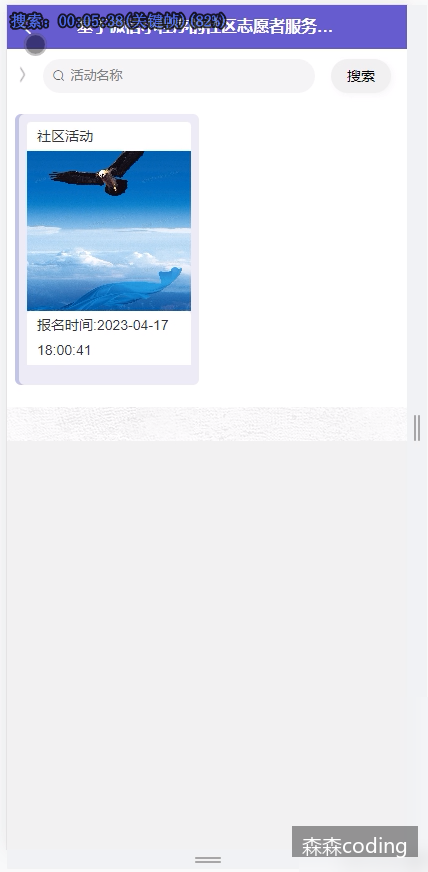 搜索: 00:05:38(关键帧)(82%)
基于微信小程序的社区志愿者服务...
活动名称
搜索
社区活动
报名时间:2023-04-17
18:00:41
森森coding